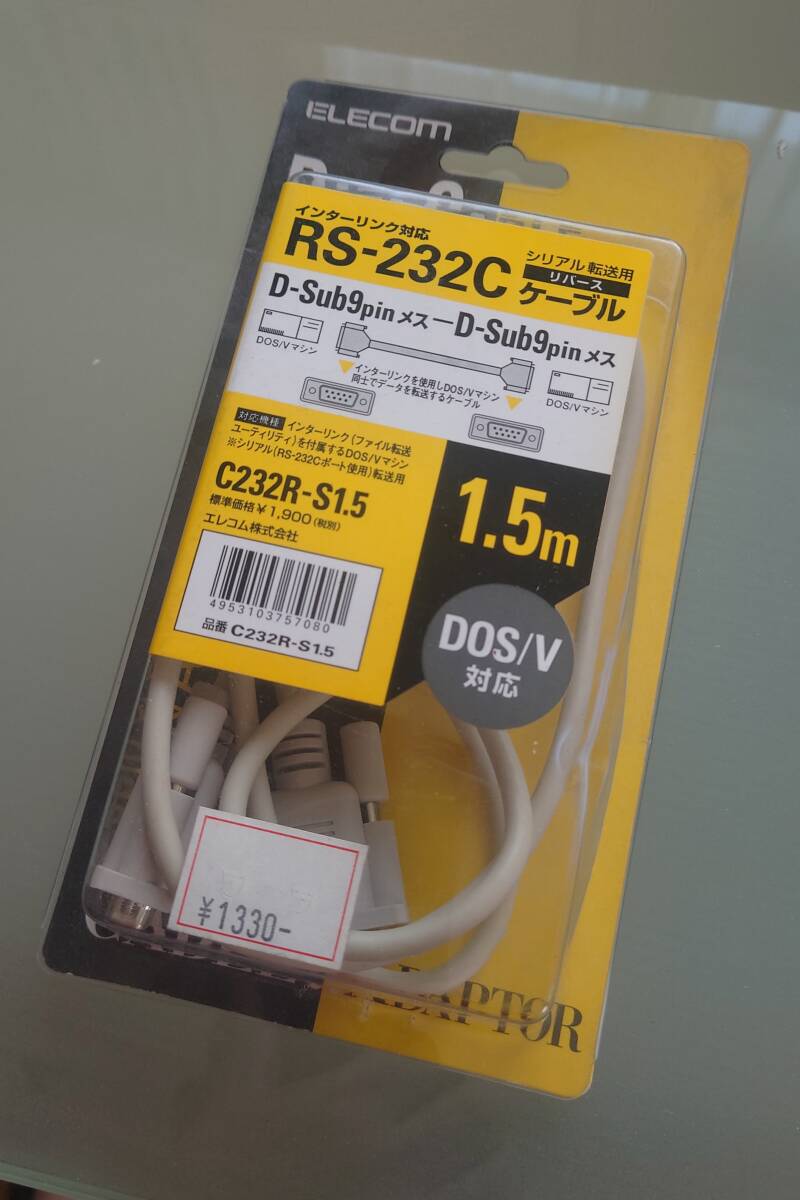 ELECOM
インターリンク対応
RS-232C
シリアル転送用
リバース
ケーブル
D-Sub9pinメス—D-Sub9pinメス
DOS/Vマシン
インターリンクを使用しDOS/Vマシン
同士でデータを転送するケーブル
DOS/Vマシン
対応機種 インターリンク(ファイル転送
ユーティリティ)を付属するDOS/Vマシン
※シリアル(RS-232Cポート使用)転送用
C232R-S1.5
標準価格¥1,900(税別)
エレコム株式会社
1.5m
4953103757080
品番 C232R-S1.5
DOS/V
対応
¥1330-
ADAPTOR